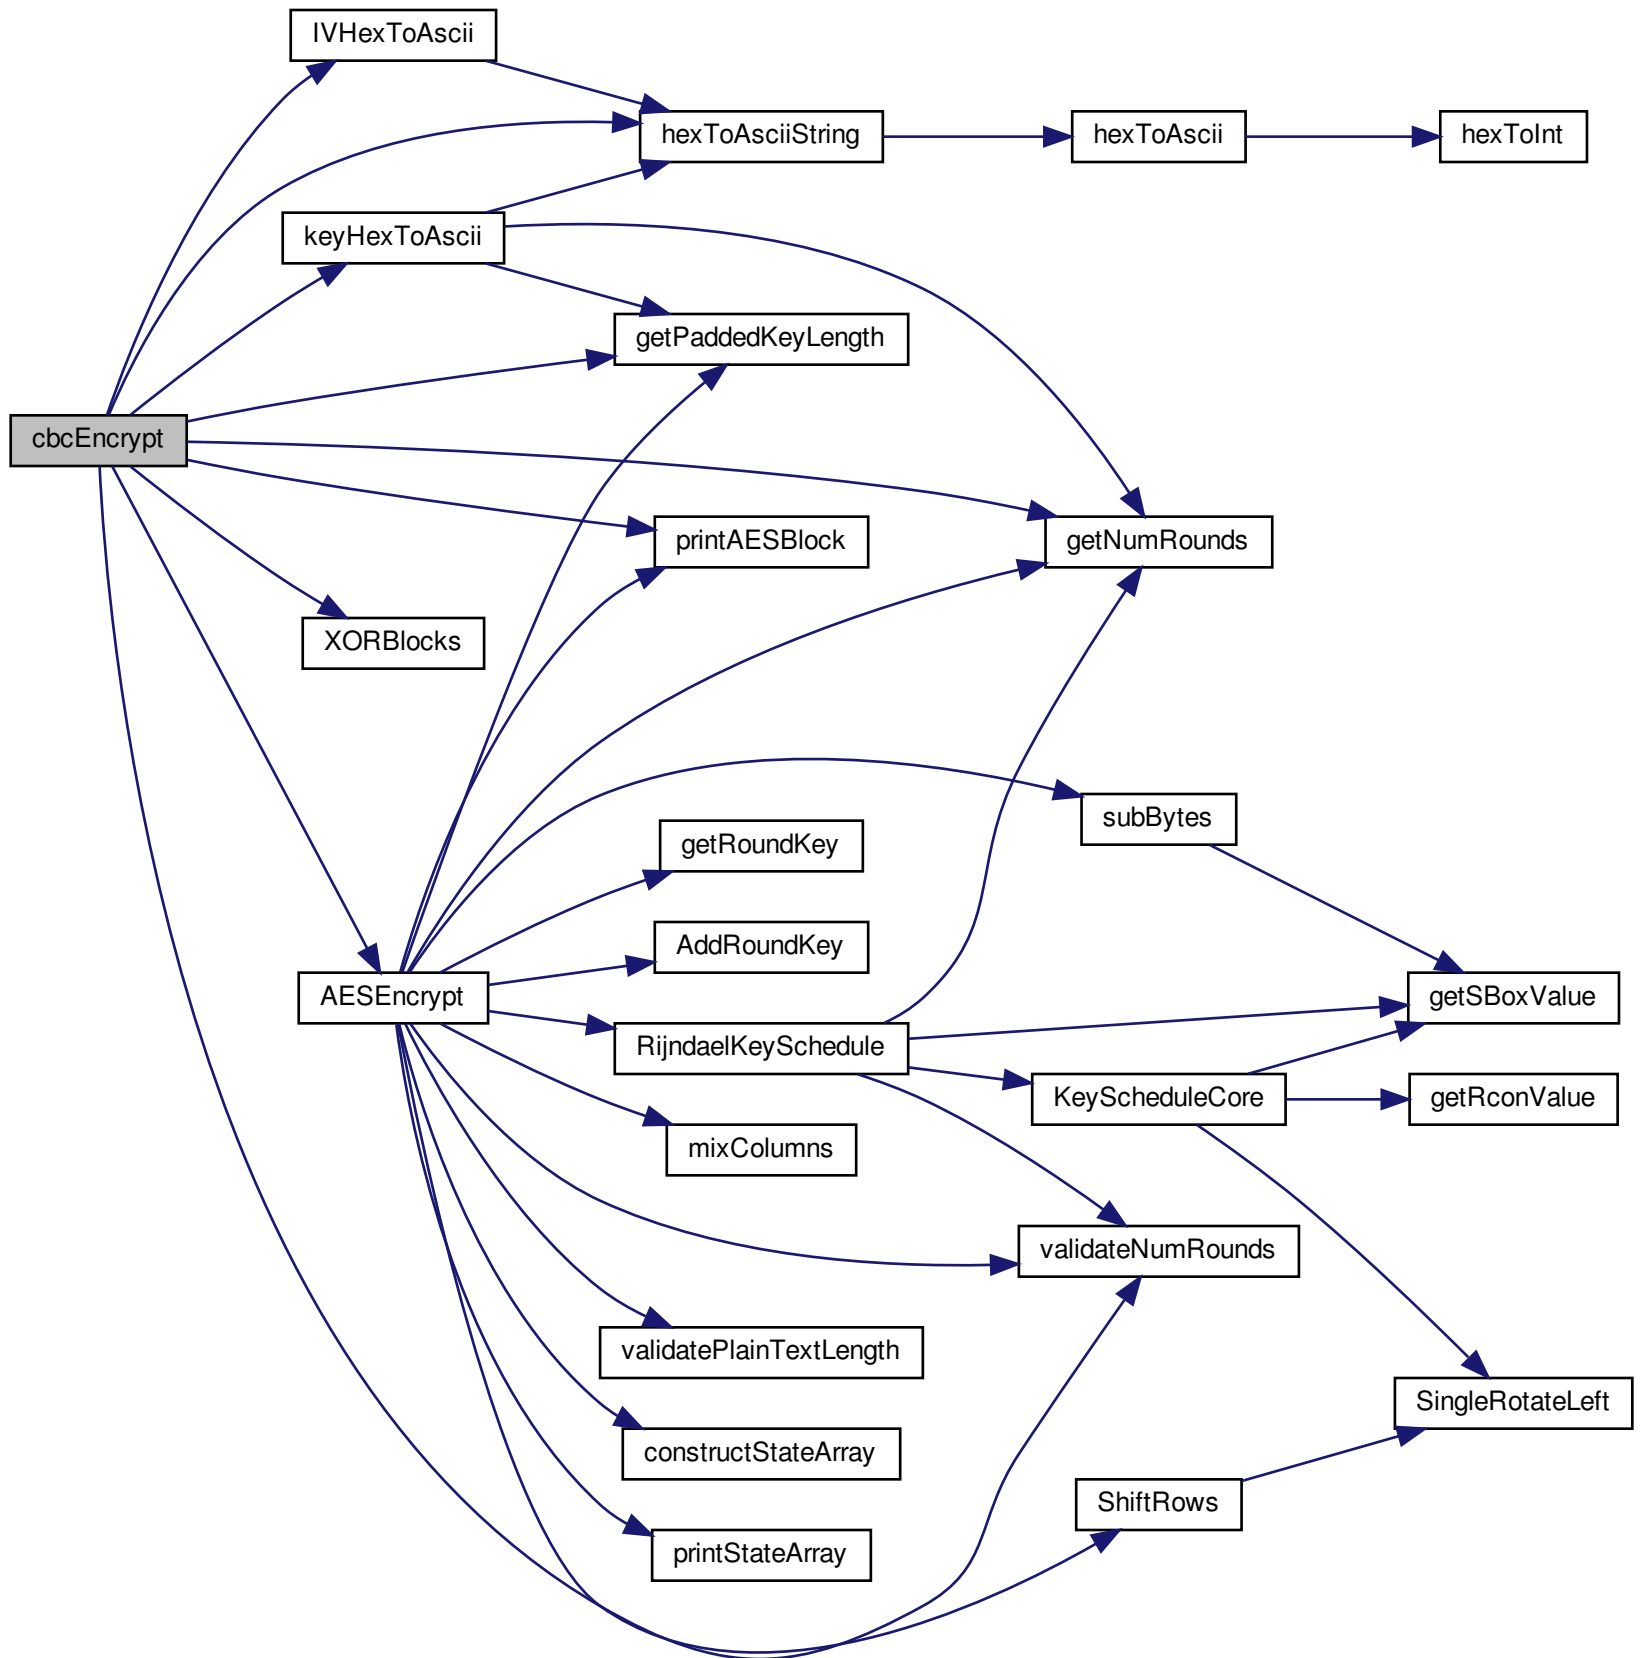 IVHexToAscii
hexToAsciiString
hexToAscii
hexToInt
keyHexToAscii
getPaddedKeyLength
cbcEncrypt
printAESBlock
getNumRounds
XORBlocks
subBytes
getRoundKey
AddRoundKey
AESEncrypt
getSBoxValue
RijndaelKeySchedule
KeyScheduleCore
getRconValue
mixColumns
validateNumRounds
validatePlainTextLength
SingleRotateLeft
constructStateArray
ShiftRows
printStateArray